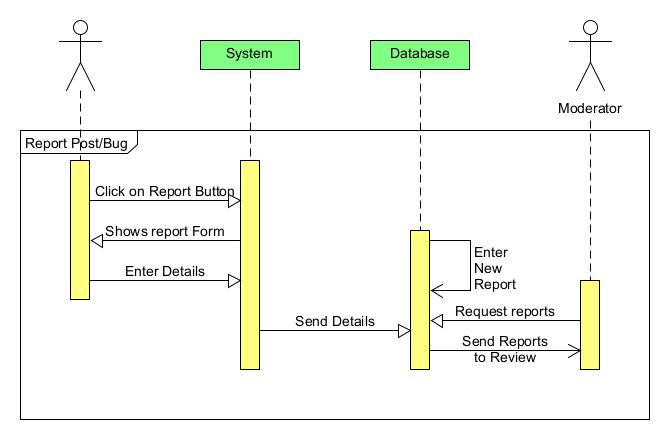 System
Database
Moderator
Report Post/Bug
Click on Report Button
Shows report Form
Enter Details
Enter
New
Report
Request reports
Send Details
Send Reports
to Review